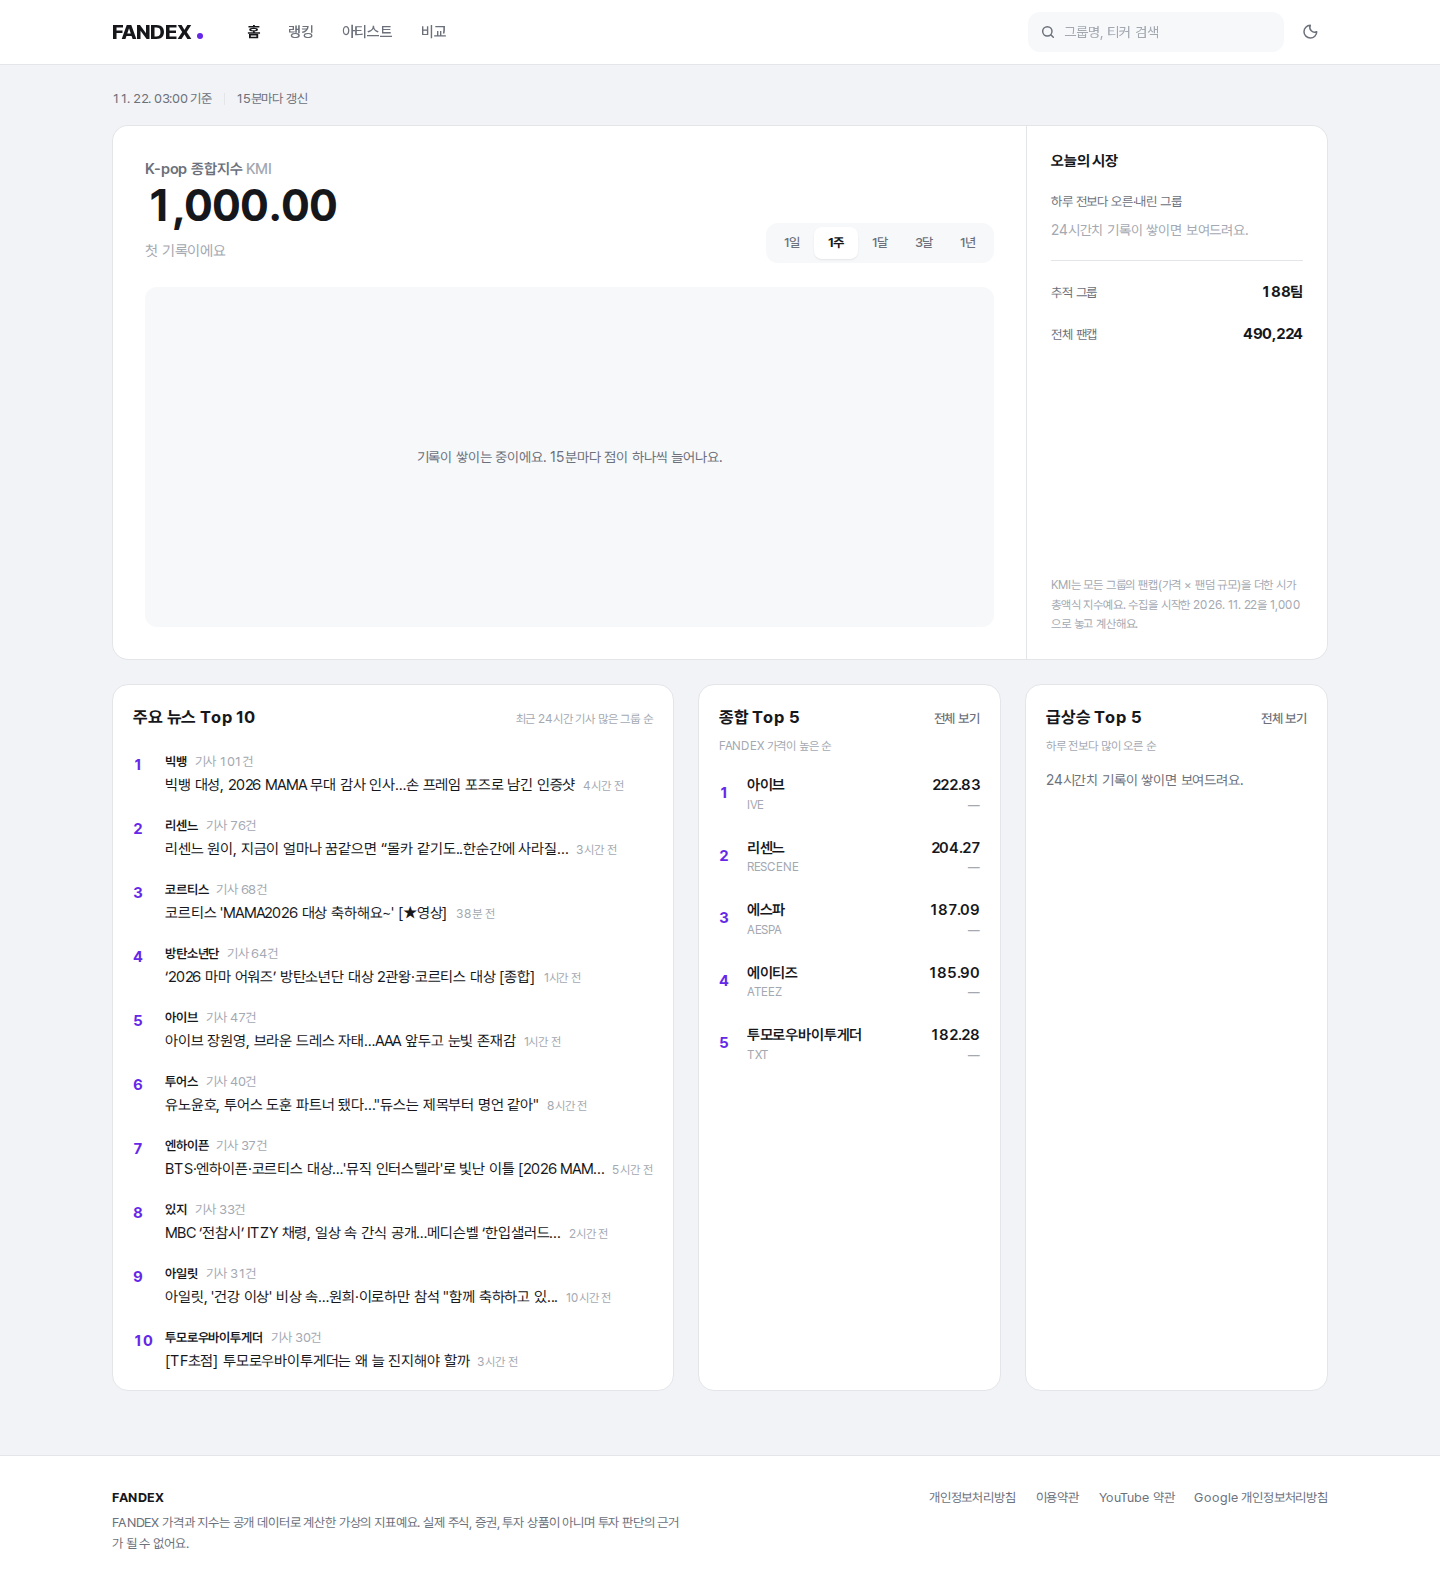 FANDEX
홈 랭킹 아티스트 비교
그룹명, 티커 검색
11. 22. 03:00 기준 15분마다 갱신
K-pop 종합지수 KMI
1,000.00
첫 기록이에요
1일 1주 1달 3달 1년
기록이 쌓이는 중이에요. 15분마다 점이 하나씩 늘어나요.
오늘의 시장
하루 전보다 오른·내린 그룹
24시간치 기록이 쌓이면 보여드려요.
추적 그룹 188팀
전체 팬캡 490,224
KMI는 모든 그룹의 팬캡(가격 × 팬덤 규모)을 더한 시가
총액식 지수예요. 수집을 시작한 2026. 11. 22을 1,000
으로 놓고 계산해요.
주요 뉴스 Top 10 최근 24시간 기사 많은 그룹 순
1 빅뱅 기사 101건
빅뱅 대성, 2026 MAMA 무대 감사 인사…손 프레임 포즈로 남긴 인증샷 4시간 전
2 리센느 기사 76건
리센느 원이, 지금이 얼마나 꿈같으면 “몰카 같기도..한순간에 사라질… 3시간 전
3 코르티스 기사 68건
코르티스 'MAMA2026 대상 축하해요~' [★영상] 38분 전
4 방탄소년단 기사 64건
‘2026 마마 어워즈’ 방탄소년단 대상 2관왕·코르티스 대상 [종합] 1시간 전
5 아이브 기사 47건
아이브 장원영, 브라운 드레스 자태…AAA 앞두고 눈빛 존재감 1시간 전
6 투어스 기사 40건
유노윤호, 투어스 도훈 파트너 됐다…"듀스는 제목부터 명언 같아" 8시간 전
7 엔하이픈 기사 37건
BTS·엔하이픈·코르티스 대상…'뮤직 인터스텔라'로 빛난 이틀 [2026 MAM… 5시간 전
8 있지 기사 33건
MBC ‘전참시’ ITZY 채령, 일상 속 간식 공개…메디슨벨 ‘한입샐러드… 2시간 전
9 아일릿 기사 31건
아일릿, '건강 이상' 비상 속…원희·이로하만 참석 "함께 축하하고 있… 10시간 전
10 투모로우바이투게더 기사 30건
[TF초점] 투모로우바이투게더는 왜 늘 진지해야 할까 3시간 전
종합 Top 5 전체 보기
FANDEX 가격이 높은 순
1 아이브 222.83
IVE —
2 리센느 204.27
RESCENE —
3 에스파 187.09
AESPA —
4 에이티즈 185.90
ATEEZ —
5 투모로우바이투게더 182.28
TXT —
급상승 Top 5 전체 보기
하루 전보다 많이 오른 순
24시간치 기록이 쌓이면 보여드려요.
FANDEX
FANDEX 가격과 지수는 공개 데이터로 계산한 가상의 지표예요. 실제 주식, 증권, 투자 상품이 아니며 투자 판단의 근거
가 될 수 없어요.
개인정보처리방침 이용약관 YouTube 약관 Google 개인정보처리방침